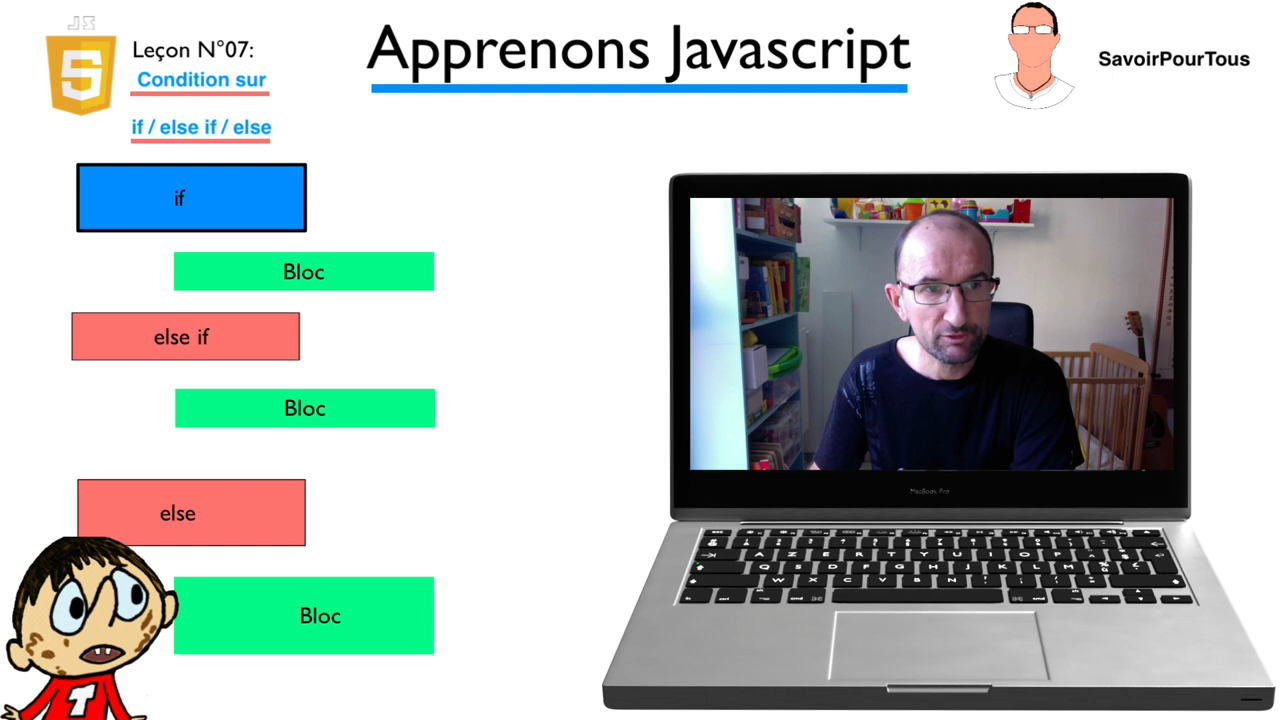 JS
Leçon N°07:
Condition sur
if / else if / else
Apprenons Javascript
SavoirPourTous
if
Bloc
else if
Bloc
else
Bloc
T
MacBook Pro
A Z E R T Y U I O P
Q S D F G H J K L M
W X C V B N